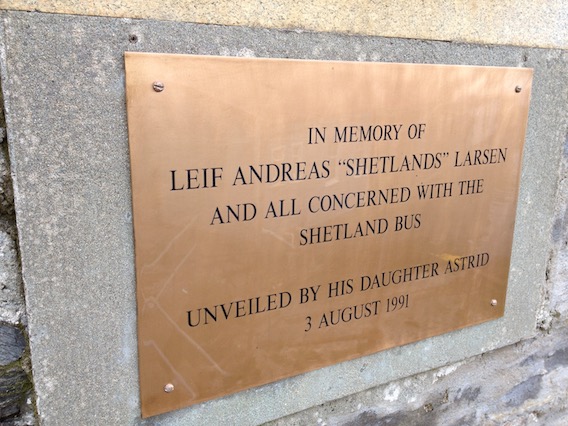 IN MEMORY OF
LEIF ANDREAS “SHETLANDS” LARSEN
AND ALL CONCERNED WITH THE
SHETLAND BUS
UNVEILED BY HIS DAUGHTER ASTRID
3 AUGUST 1991